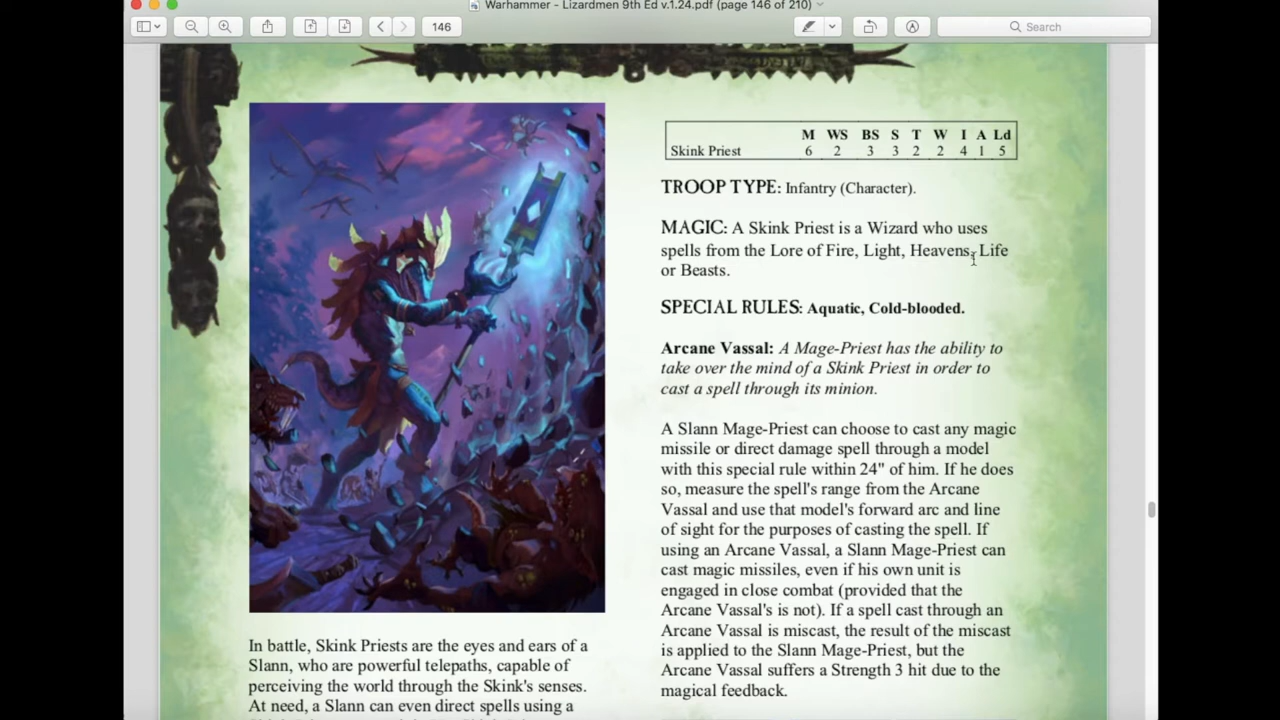 Warhammer - Lizardmen 9th Ed v.1.24.pdf (page 146 of 210)
146
Search
M WS BS S T W I A Ld
Skink Priest 6 2 3 3 2 2 4 1 5
TROOP TYPE: Infantry (Character).
MAGIC: A Skink Priest is a Wizard who uses
spells from the Lore of Fire, Light, Heavens, Life
or Beasts.
SPECIAL RULES: Aquatic, Cold-blooded.
Arcane Vassal: A Mage-Priest has the ability to
take over the mind of a Skink Priest in order to
cast a spell through its minion.
A Slann Mage-Priest can choose to cast any magic
missile or direct damage spell through a model
with this special rule within 24" of him. If he does
so, measure the spell's range from the Arcane
Vassal and use that model's forward arc and line
of sight for the purposes of casting the spell. If
using an Arcane Vassal, a Slann Mage-Priest can
cast magic missiles, even if his own unit is
engaged in close combat (provided that the
Arcane Vassal's is not). If a spell cast through an
Arcane Vassal is miscast, the result of the miscast
is applied to the Slann Mage-Priest, but the
Arcane Vassal suffers a Strength 3 hit due to the
magical feedback.
In battle, Skink Priests are the eyes and ears of a
Slann, who are powerful telepaths, capable of
perceiving the world through the Skink's senses.
At need, a Slann can even direct spells using a